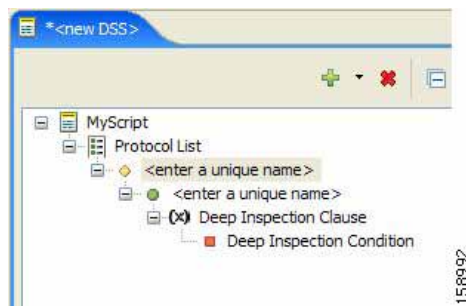 *<new DSS>
MyScript
Protocol List
<enter a unique name>
<enter a unique name>
(x) Deep Inspection Clause
Deep Inspection Condition
158992